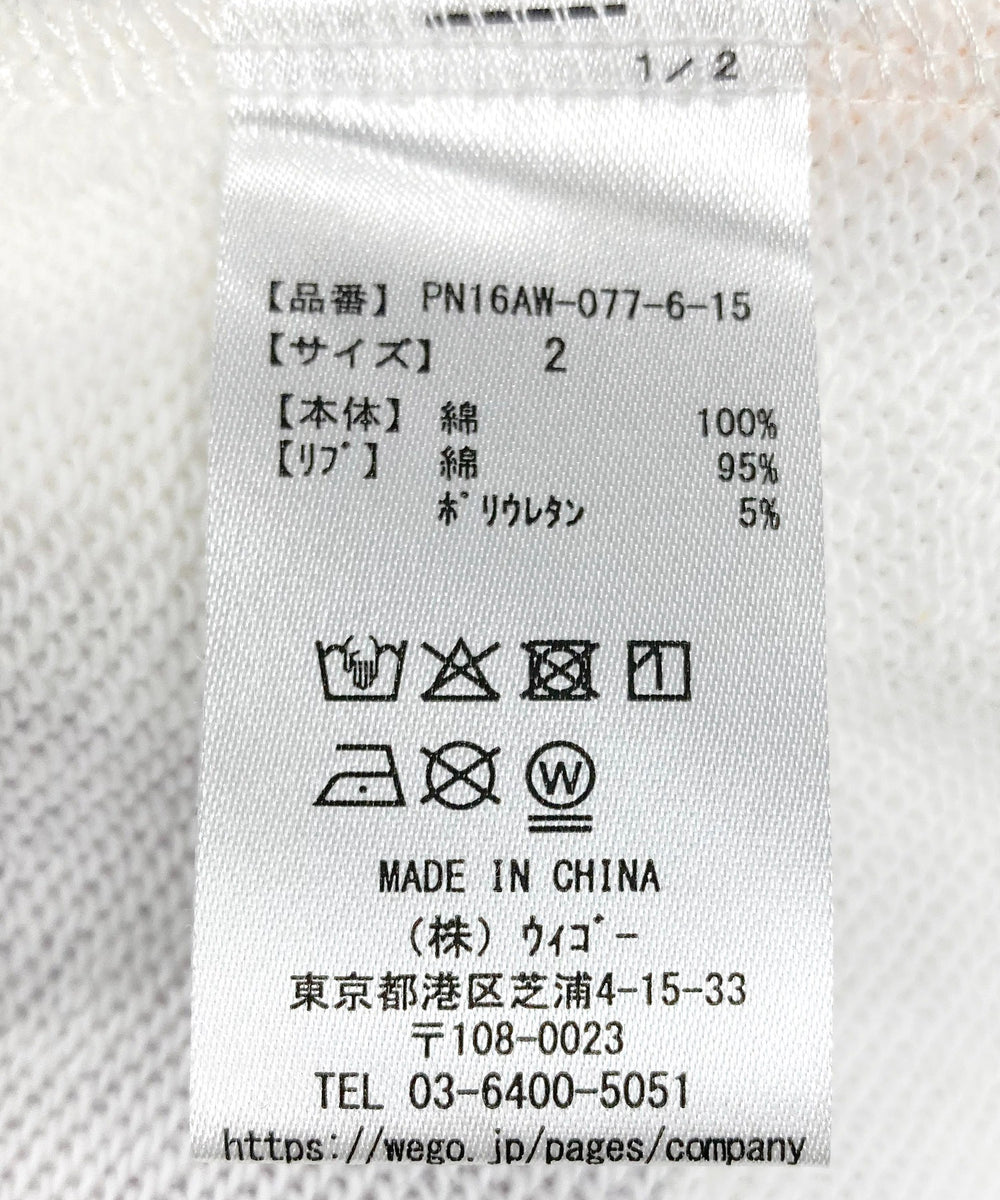 1/2
【品番】 PN16AW-077-6-15
【サイズ】 2
【本体】 綿 100%
【リブ】 綿 95%
ポリウレタン 5%
W
MADE IN CHINA
(株) ウィゴー
東京都港区芝浦4-15-33
〒108-0023
TEL 03-6400-5051
https://wego.jp/pages/company